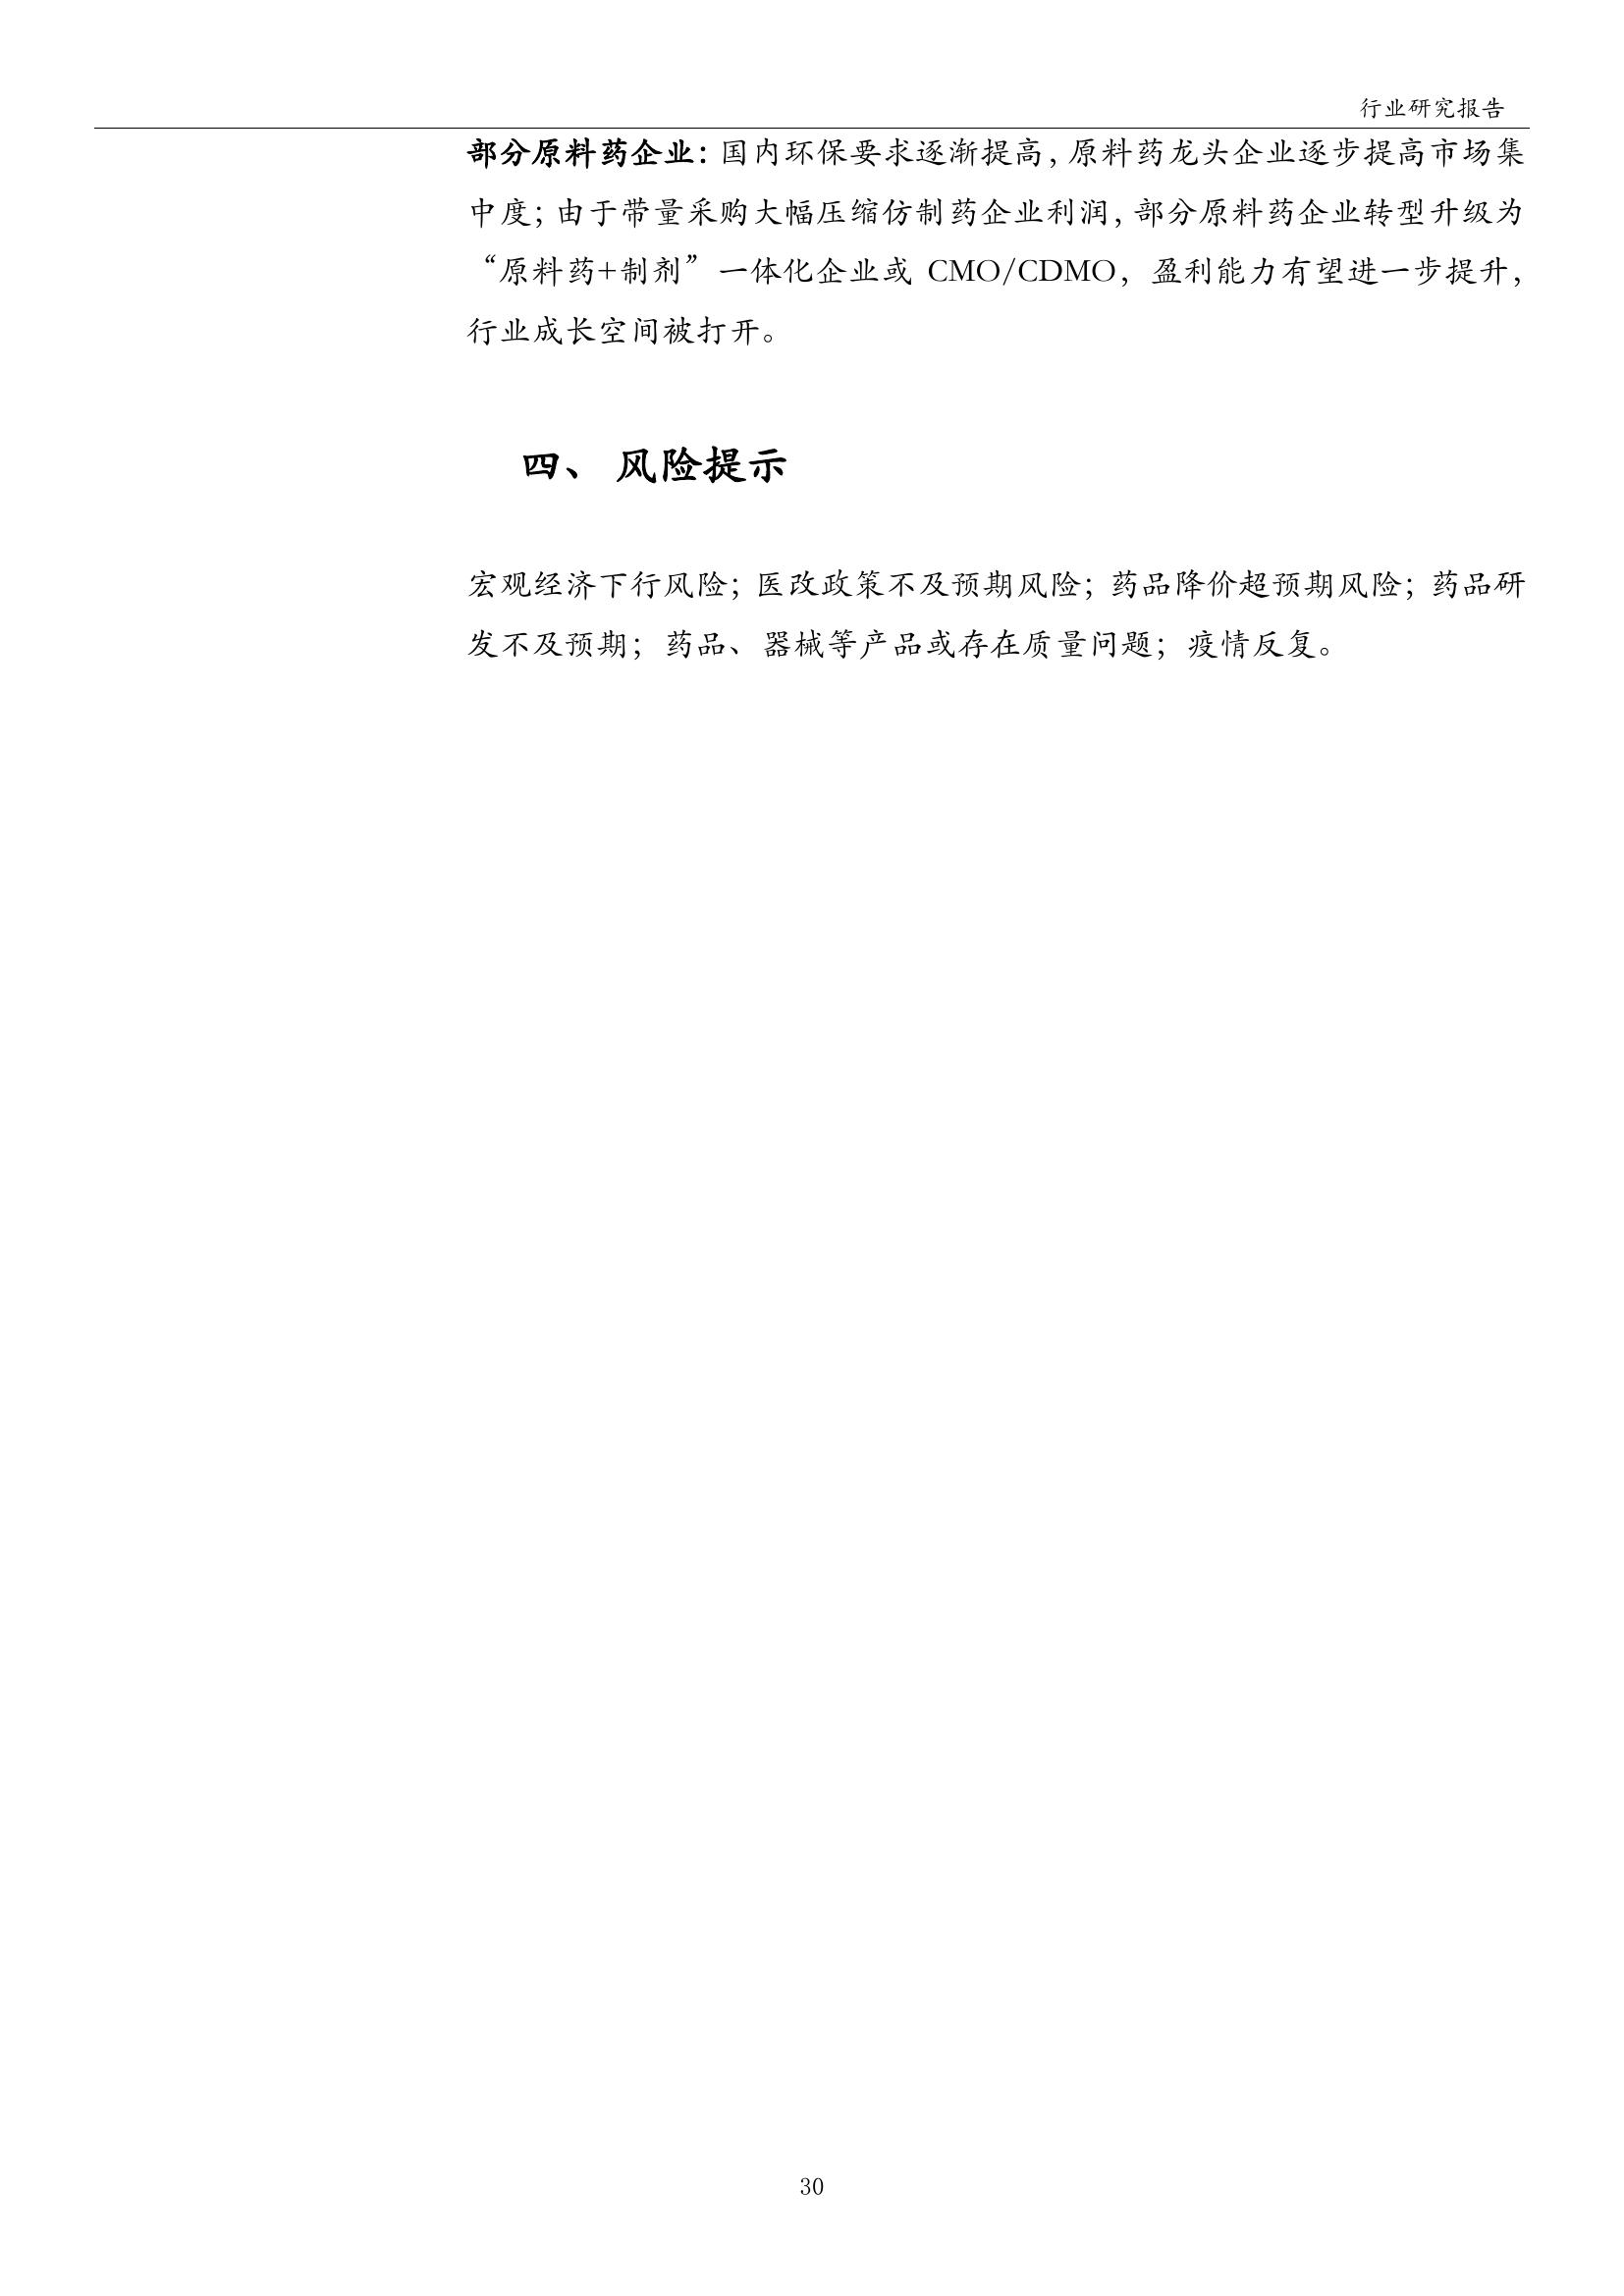 行业研究报告
部分原料药企业：国内环保要求逐渐提高，原料药龙头企业逐步提高市场集
中度；由于带量采购大幅压缩仿制药企业利润，部分原料药企业转型升级为
“原料药+制剂”一体化企业或 CMO/CDMO，盈利能力有望进一步提升，
行业成长空间被打开。
四、 风险提示
宏观经济下行风险；医改政策不及预期风险；药品降价超预期风险；药品研
发不及预期；药品、器械等产品或存在质量问题；疫情反复。
30